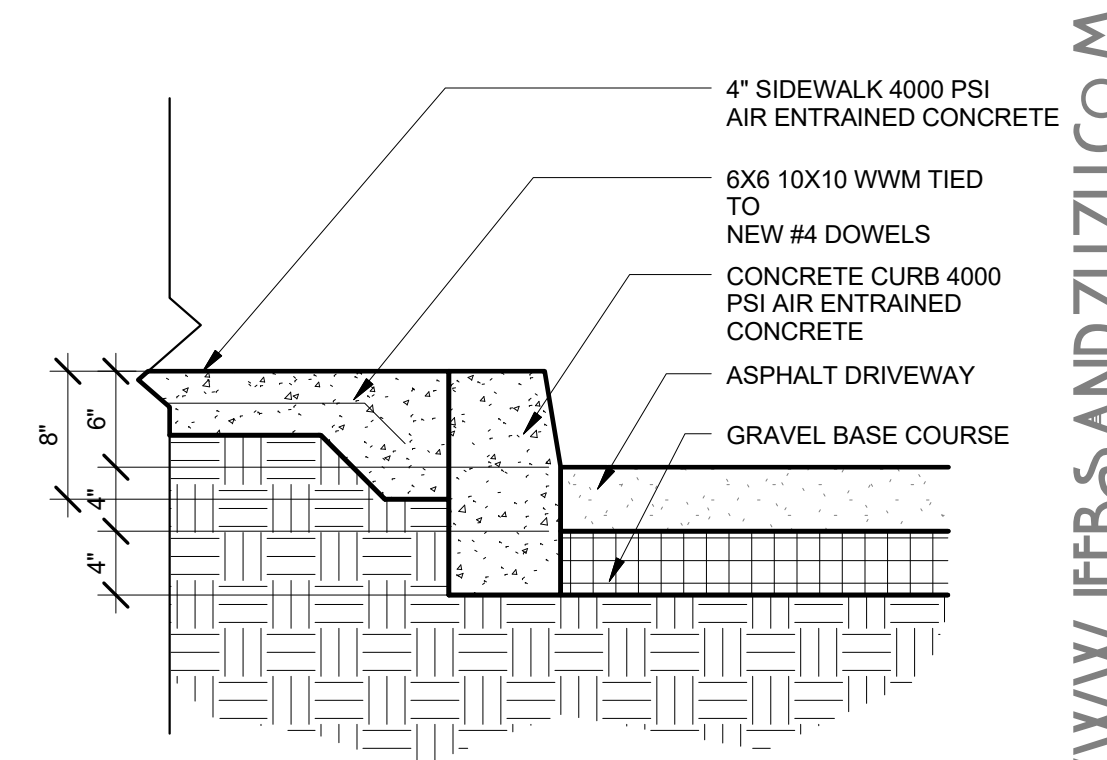 4" SIDEWALK 4000 PSI
AIR ENTRAINED CONCRETE
6X6 10X10 WWM TIED
TO
NEW #4 DOWELS
CONCRETE CURB 4000
PSI AIR ENTRAINED
CONCRETE
ASPHALT DRIVEWAY
GRAVEL BASE COURSE
8"
6"
4"
4"